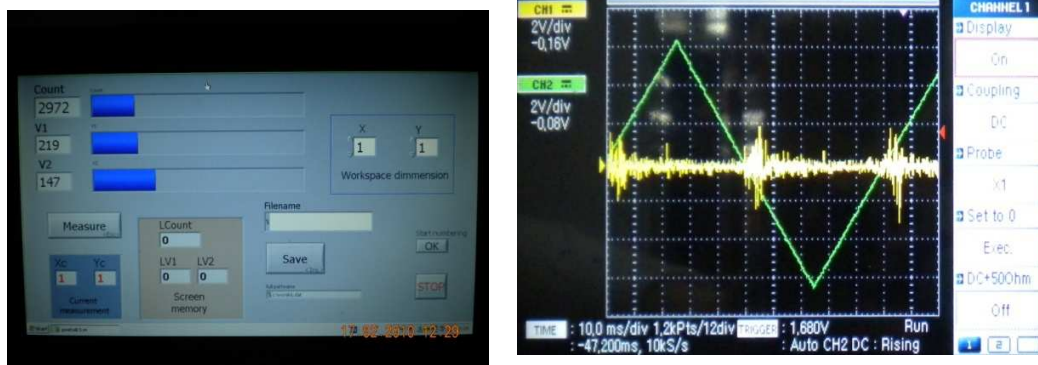 Count
2972
V1
219
V2
147
X Y
1 1
Workspace dimmension
Measure
LCount
0
LV1 LV2
0 0
Screen
memory
Xc Yc
1 1
Current
measurement
Filename
Save
Start numbering
OK
STOP
17 02 2010 12:29
CH1
2V/div
-0,16V
CH2
2V/div
-0,08V
TIME : 10,0 ms/div 1,2kPts/12div TRIGGER : 1,680V Run
: -47,200ms, 10kS/s : Auto CH2 DC : Rising
CHANNEL 1
Display
On
Coupling
DC
Probe
x1
Set to 0
Exec.
DC+50Ohm
Off
1 2